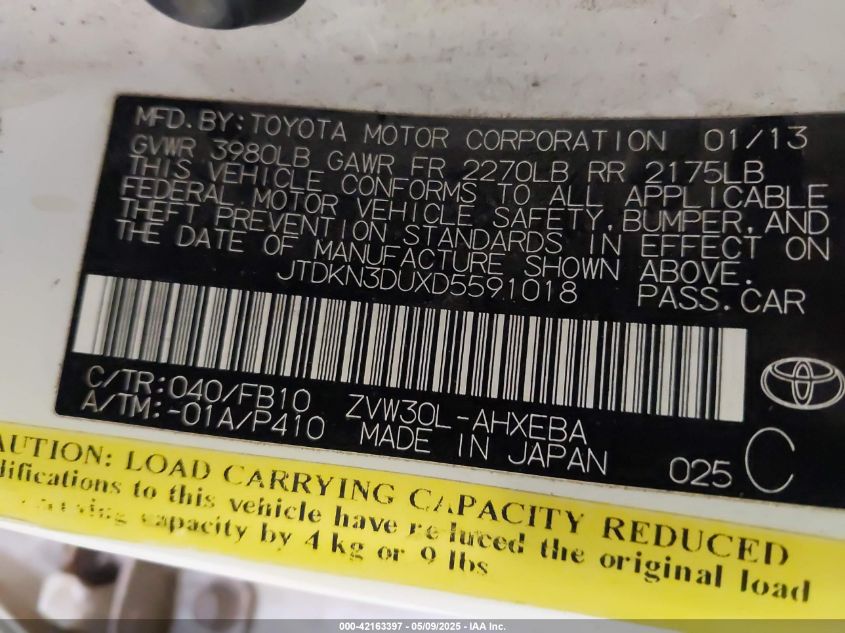 MFD. BY: TOYOTA MOTOR CORPORATION 01/13
GVWR 3980LB GAWR FR 2270LB RR 2175LB
THIS VEHICLE CONFORMS TO ALL APPLICABLE
FEDERAL MOTOR VEHICLE SAFETY, BUMPER, AND
THEFT PREVENTION STANDARDS IN EFFECT ON
THE DATE OF MANUFACTURE SHOWN ABOVE.
JTDKN3DUXD5591018 PASS. CAR
C/TR: 040/FB10 ZVW30L-AHXEBA
A/TM: -01A/P410 MADE IN JAPAN
025 C
AUTION: LOAD CARRYING CAPACITY REDUCED
difications to this vehicle have reduced the original load
capacity by 4 kg or 9 lbs
000-42163397 - 05/09/2025 - IAA Inc.